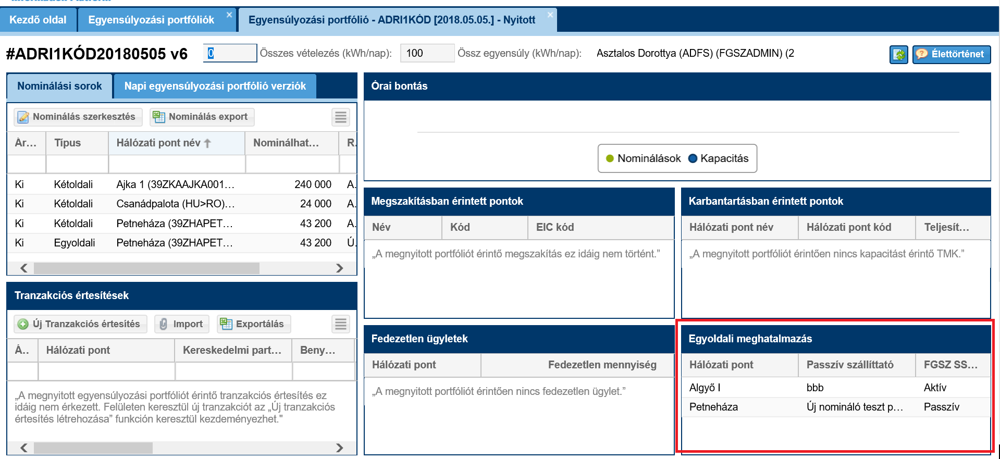 Kezdő oldal
Egyensúlyozási portfóliók
Egyensúlyozási portfólió - ADRI1KÓD [2018.05.05.] - Nyitott
#ADRI1KÓD20180505 v6
0
Összes vételezés (kWh/nap):
100
Össz egyensúly (kWh/nap):
Asztalos Dorottya (ADFS) (FGSZADMIN) (2
Élettörténet
Nominálási sorok
Napi egyensúlyozási portfólió verziók
Nominálás szerkesztés
Nominálás export
Ár... Típus Hálózati pont név Nominálhat... R.
Ki Kétoldali Ajka 1 (39ZKAAJKA001... 240 000 A.
Ki Kétoldali Csanádpalota (HU>RO)... 24 000 A.
Ki Kétoldali Petneháza (39ZHAPET... 43 200 A.
Ki Egyoldali Petneháza (39ZHAPET... 43 200 Ú.
Tranzakciós értesítések
Új Tranzakciós értesítés
Import
Exportálás
Á.. Hálózati pont Kereskedelmi part... Beny...
„A megnyitott egyensúlyozási portfóliót érintő tranzakciós értesítés ez
idáig nem érkezett. Felületen keresztül új tranzakciót az „Új tranzakciós
értesítés létrehozása” funkción keresztül kezdeményezhet."
Órai bontás
Nominálások Kapacitás
Megszakításban érintett pontok
Név Kód EIC kód
„A megnyitott portfóliót érintő megszakítás ez idáig nem történt.”
Karbantartásban érintett pontok
Hálózati pont név Hálózati pont kód Teljesít...
„A megnyitott portfóliót érintően nincs kapacitást érintő TMK.”
Fedezetlen ügyletek
Hálózati pont Fedezetlen mennyiség
„A megnyitott portfóliót érintően nincs fedezetlen ügylet.”
Egyoldali meghatalmazás
Hálózati pont Passzív szállíttató FGSZ SS...
Algyő I bbb Aktív
Petneháza Új nomináló teszt p... Passzív